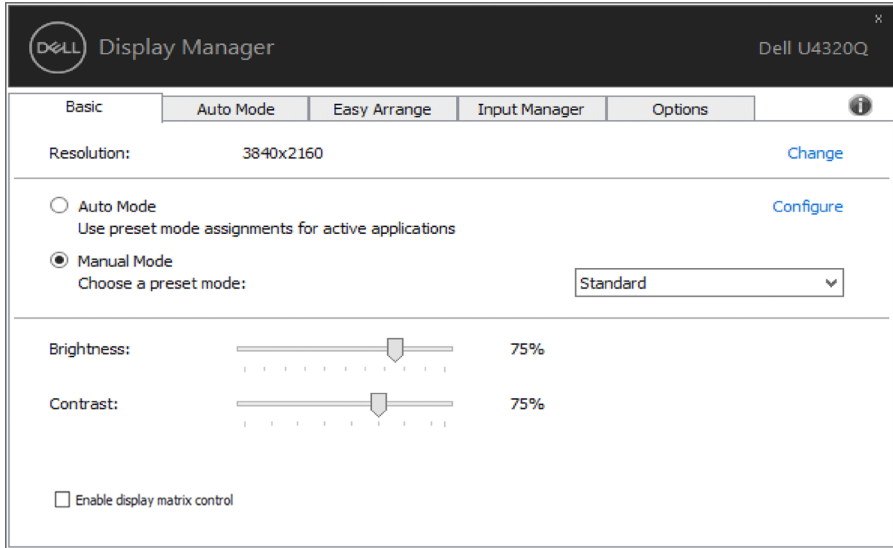 x
DELL Display Manager
Dell U4320Q
Basic Auto Mode Easy Arrange Input Manager Options i
Resolution: 3840x2160 Change
Auto Mode Configure
Use preset mode assignments for active applications
Manual Mode
Choose a preset mode: Standard
Brightness: 75%
Contrast: 75%
Enable display matrix control